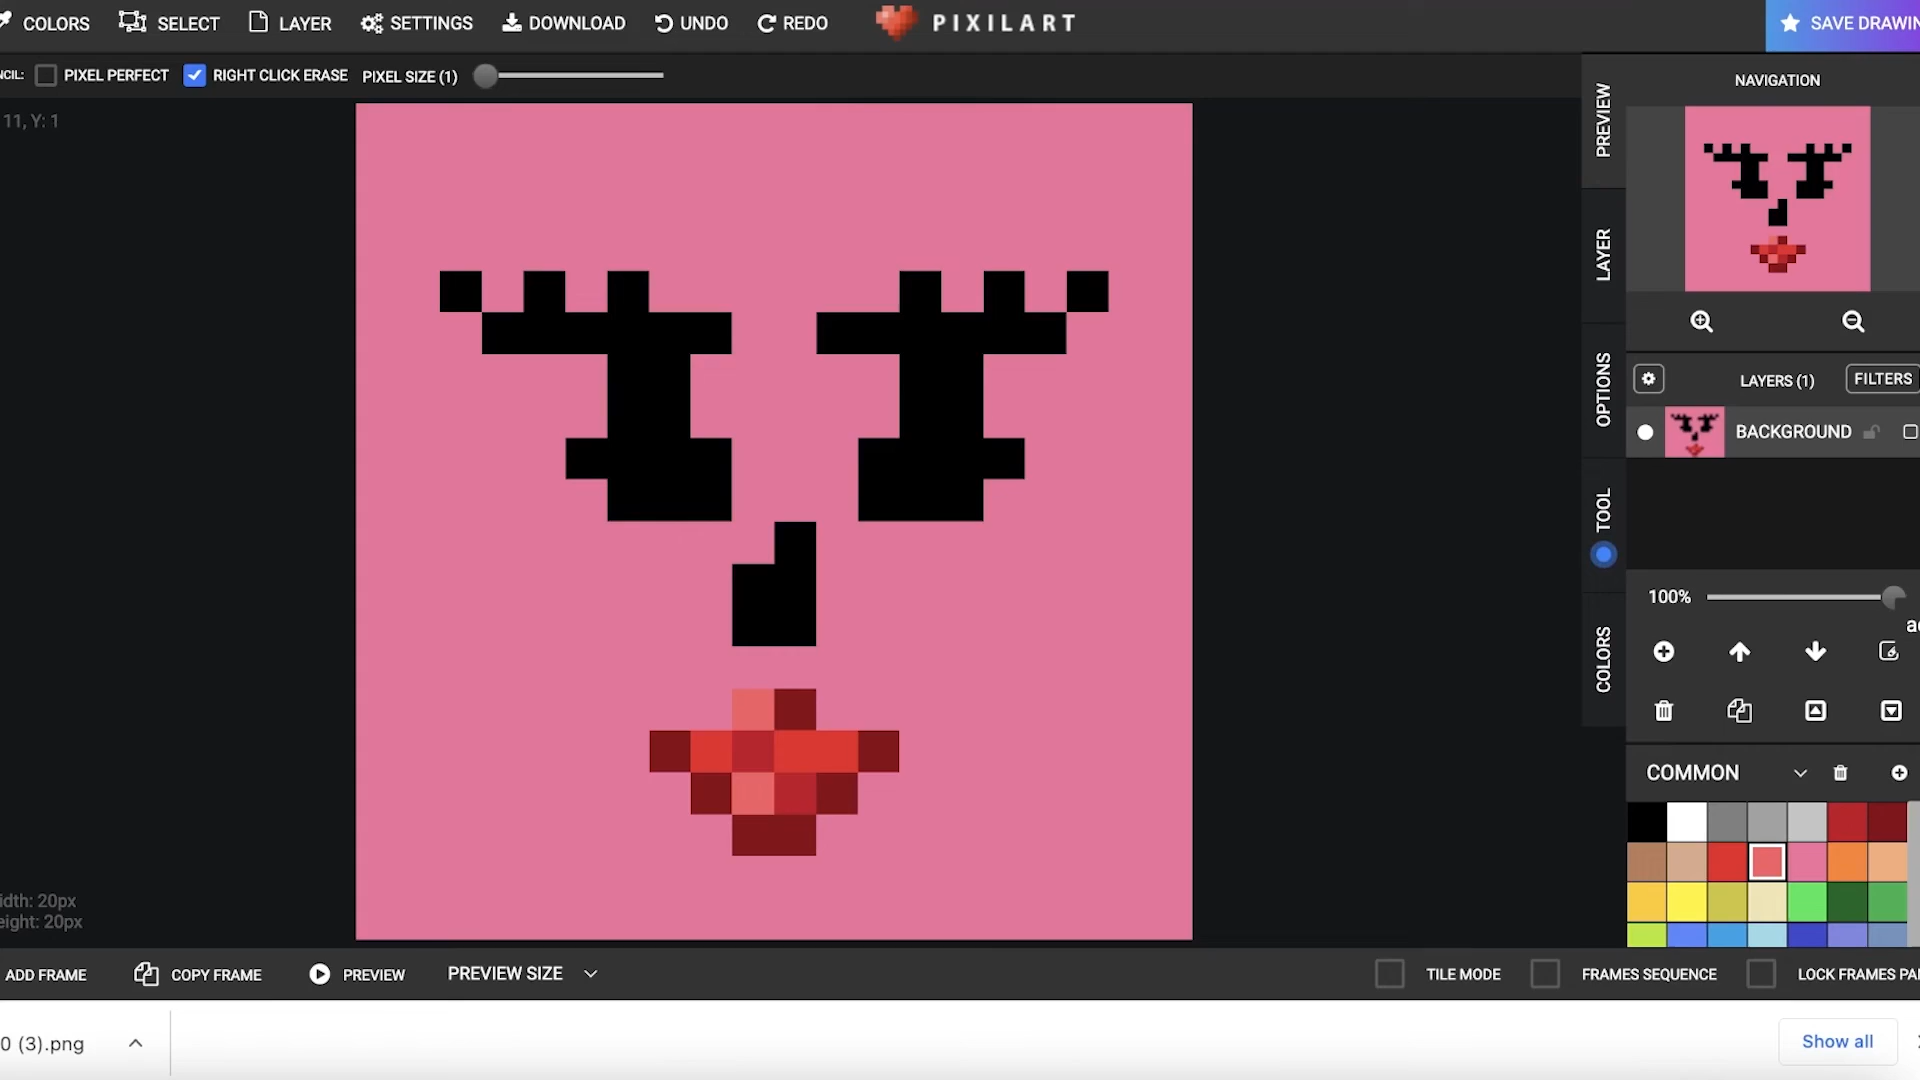 COLORS SELECT LAYER SETTINGS DOWNLOAD UNDO REDO PIXILART SAVE DRAWIN
NCIL: PIXEL PERFECT RIGHT CLICK ERASE PIXEL SIZE (1)
11, Y: 1
PREVIEW
LAYER
OPTIONS
TOOL
COLORS
NAVIGATION
LAYERS (1) FILTERS
BACKGROUND
100%
COMMON
idth: 20px
eight: 20px
ADD FRAME COPY FRAME PREVIEW PREVIEW SIZE TILE MODE FRAMES SEQUENCE LOCK FRAMES PA
0 (3).png Show all